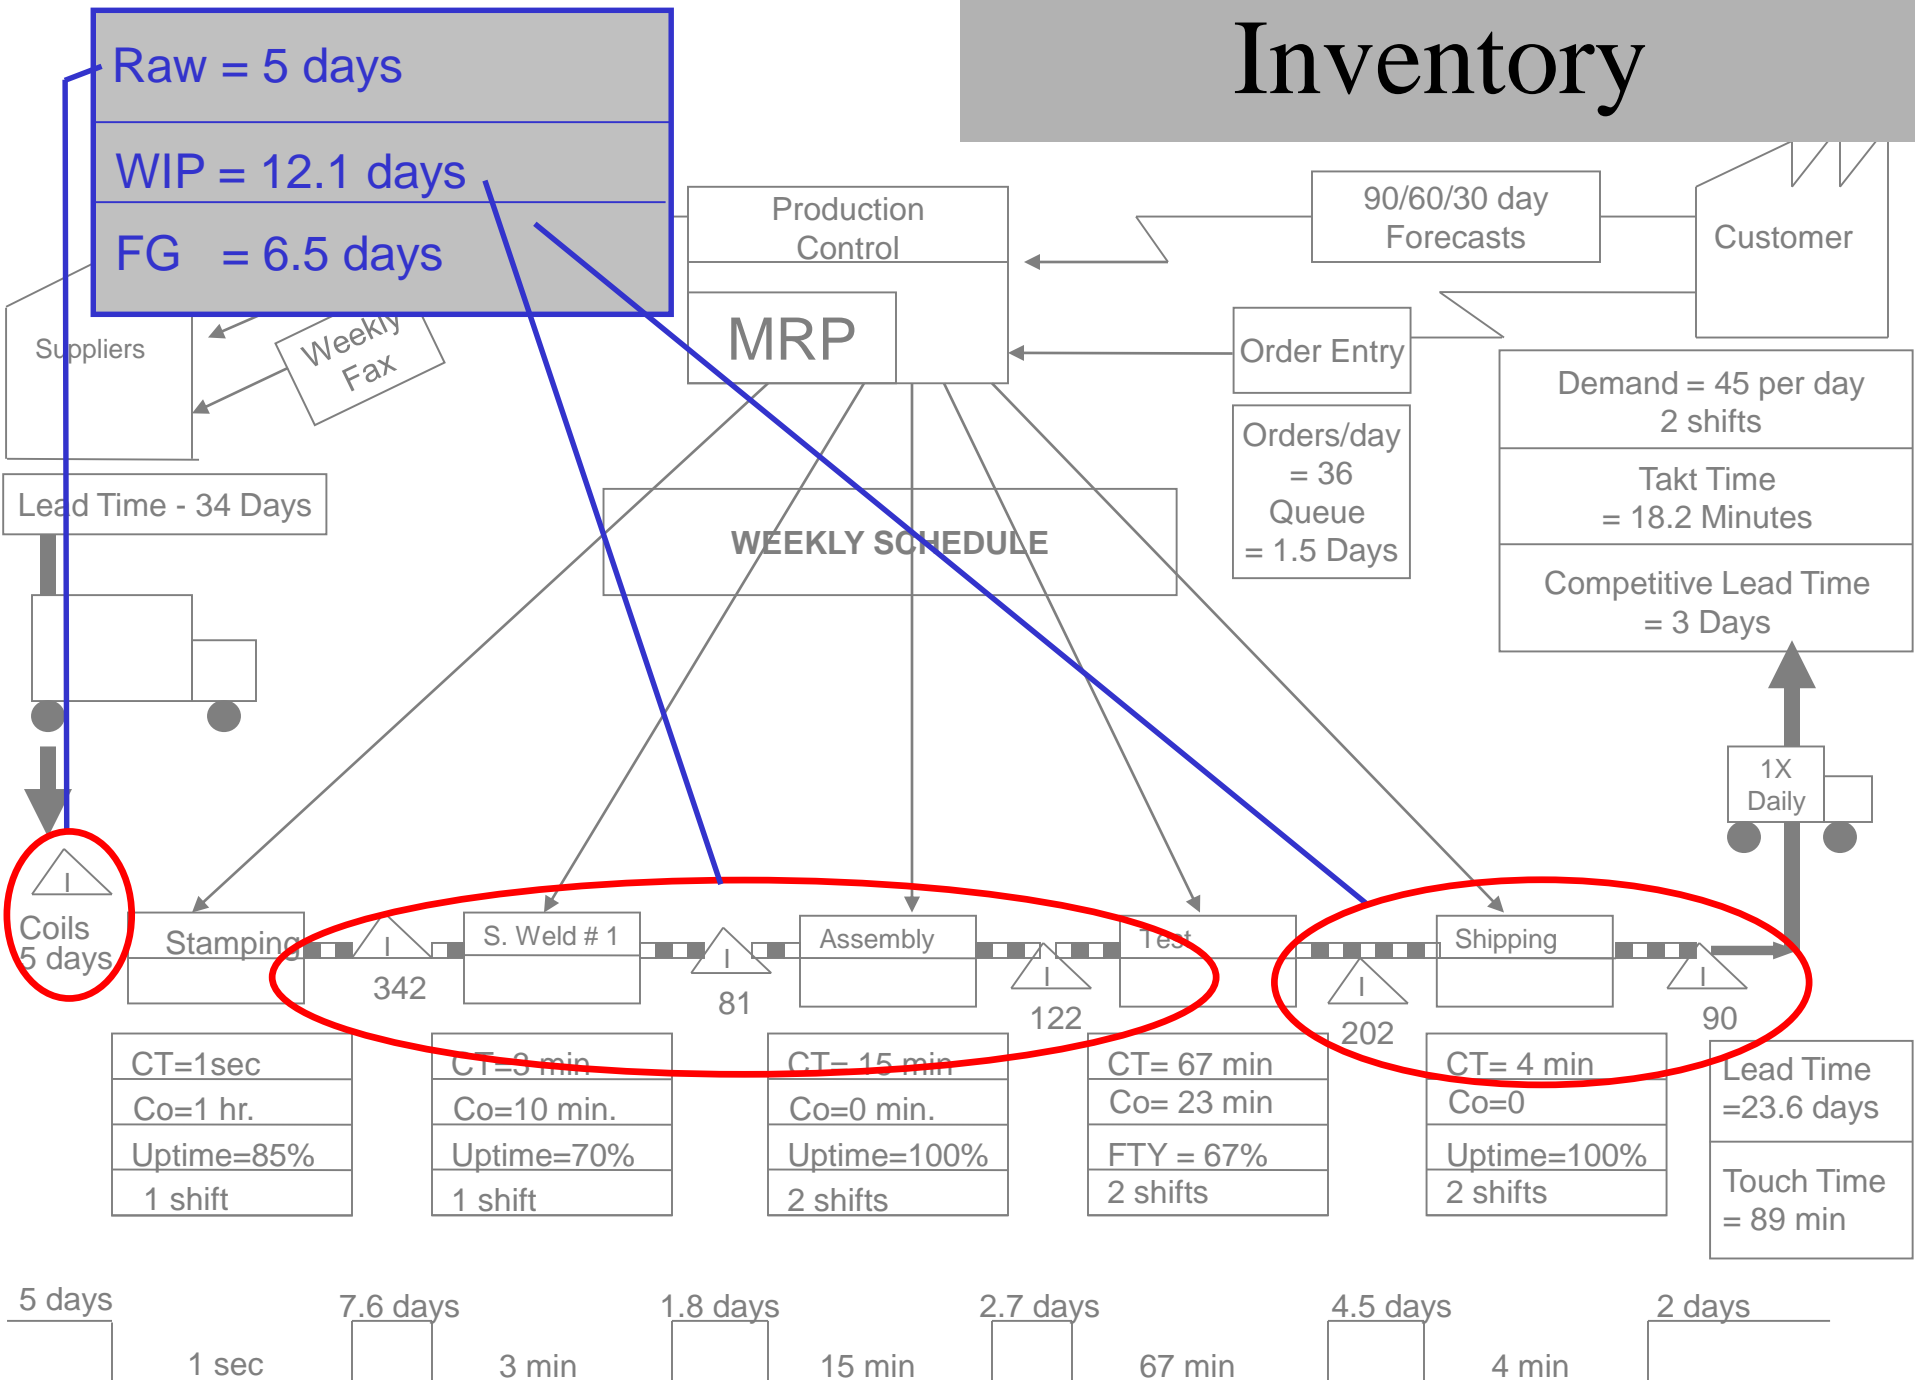 Inventory
Raw = 5 days
WIP = 12.1 days
FG = 6.5 days
Production
Control
MRP
90/60/30 day
Forecasts
Customer
Suppliers
Weekly
Fax
Order Entry
Orders/day
= 36
Queue
= 1.5 Days
Demand = 45 per day
2 shifts
Takt Time
= 18.2 Minutes
Competitive Lead Time
= 3 Days
Lead Time - 34 Days
WEEKLY SCHEDULE
1X
Daily
I
Coils
5 days
Stamping
I
342
S. Weld # 1
I
81
Assembly
I
122
Test
I
202
Shipping
I
90
CT=1sec
Co=1 hr.
Uptime=85%
1 shift
CT=3 min
Co=10 min.
Uptime=70%
1 shift
CT= 15 min
Co=0 min.
Uptime=100%
2 shifts
CT= 67 min
Co= 23 min
FTY = 67%
2 shifts
CT= 4 min
Co=0
Uptime=100%
2 shifts
Lead Time
=23.6 days
Touch Time
= 89 min
5 days
7.6 days
1.8 days
2.7 days
4.5 days
2 days
1 sec
3 min
15 min
67 min
4 min